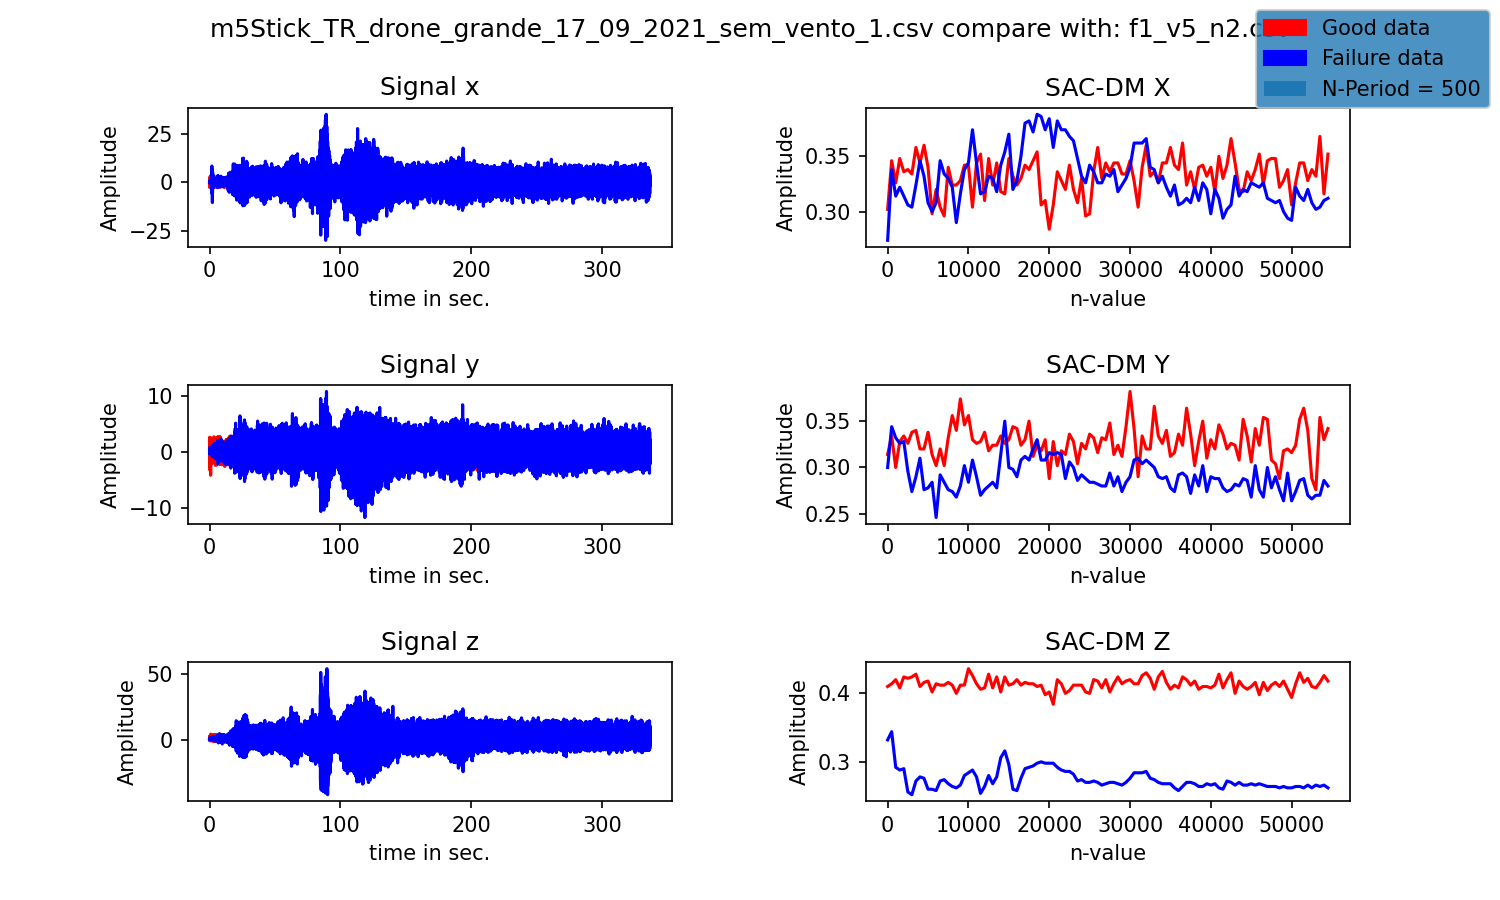 m5Stick_TR_drone_grande_17_09_2021_sem_vento_1.csv compare with: f1_v5_n2.csv
Good data
Failure data
N-Period = 500
Signal x
Amplitude
25
0
−25
0 100 200 300
time in sec.
SAC-DM X
Amplitude
0.35
0.30
0 10000 20000 30000 40000 50000
n-value
Signal y
Amplitude
10
0
−10
0 100 200 300
time in sec.
SAC-DM Y
Amplitude
0.35
0.30
0.25
0 10000 20000 30000 40000 50000
n-value
Signal z
Amplitude
50
0
0 100 200 300
time in sec.
SAC-DM Z
Amplitude
0.4
0.3
0 10000 20000 30000 40000 50000
n-value